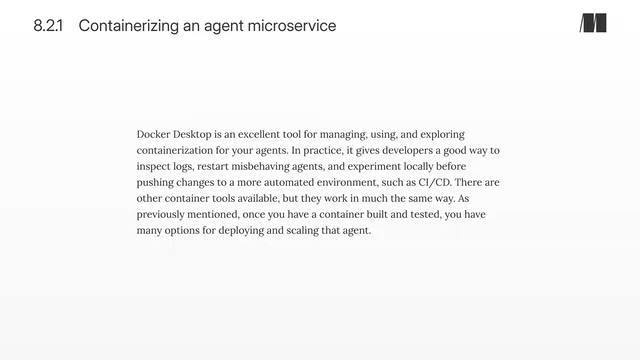 8.2.1 Containerizing an agent microservice
Docker Desktop is an excellent tool for managing, using, and exploring
containerization for your agents. In practice, it gives developers a good way to
inspect logs, restart misbehaving agents, and experiment locally before
pushing changes to a more automated environment, such as CI/CD. There are
other container tools available, but they work in much the same way. As
previously mentioned, once you have a container built and tested, you have
many options for deploying and scaling that agent.